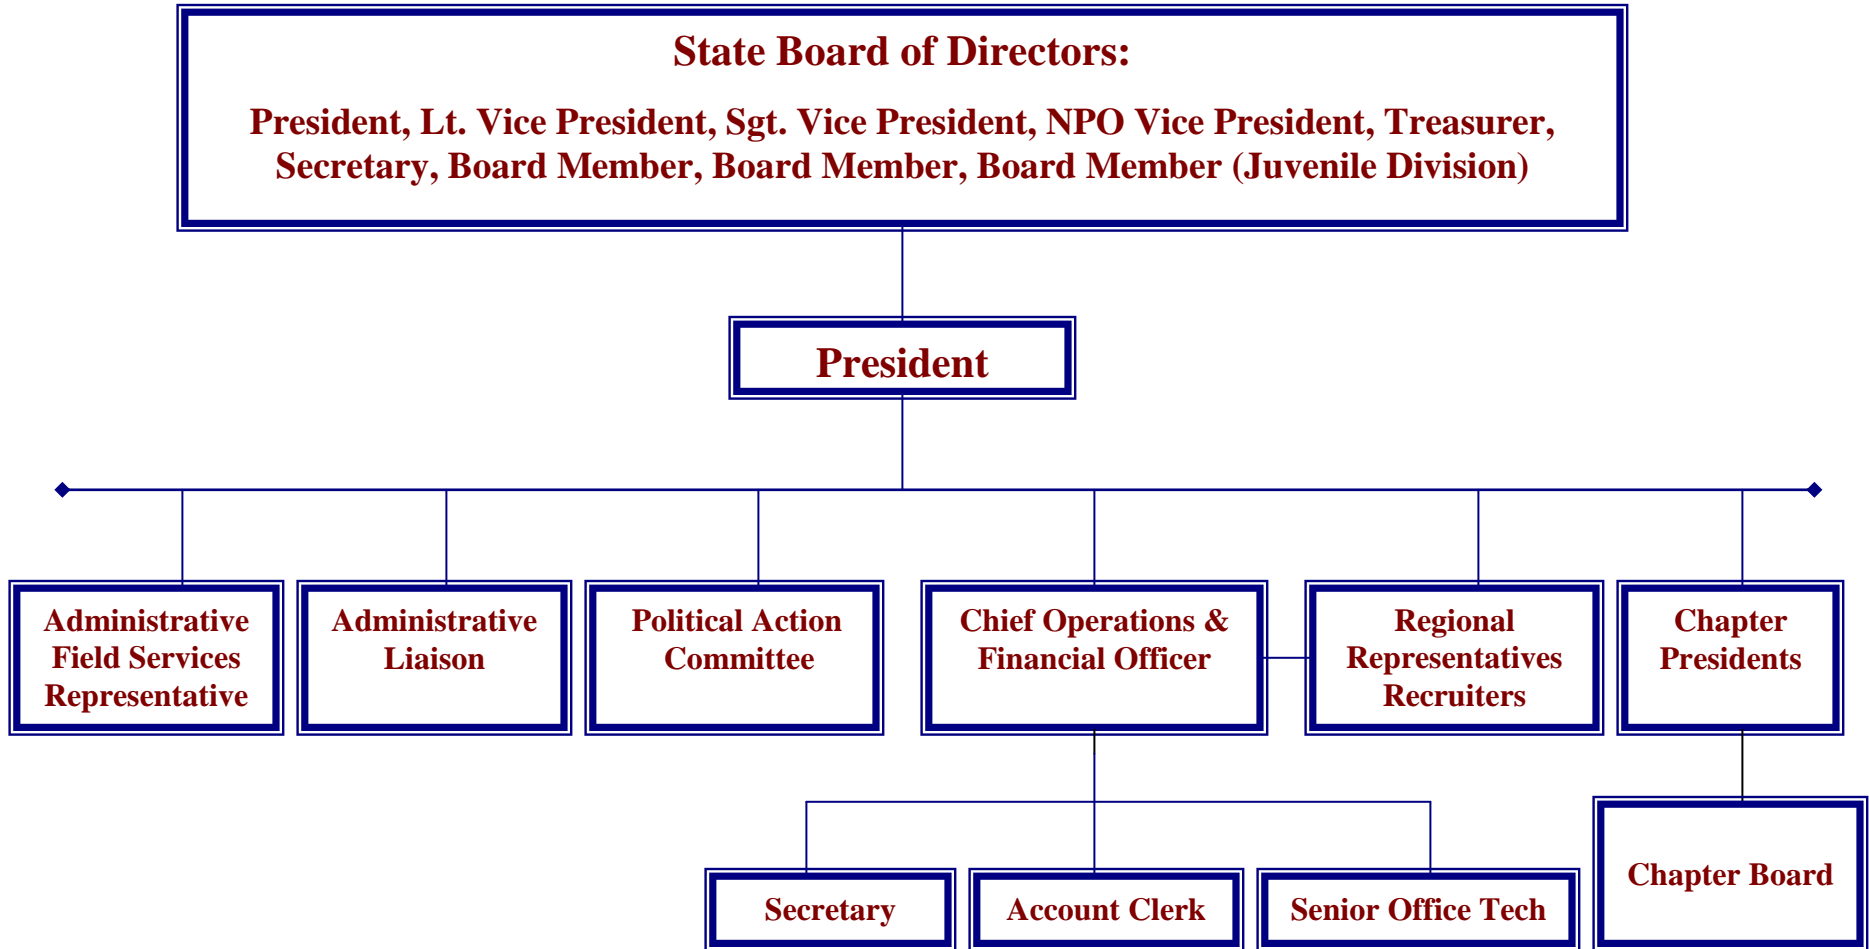 State Board of Directors:
President, Lt. Vice President, Sgt. Vice President, NPO Vice President, Treasurer,
Secretary, Board Member, Board Member, Board Member (Juvenile Division)
President
Administrative
Field Services
Representative
Administrative
Liaison
Political Action
Committee
Chief Operations &
Financial Officer
Regional
Representatives
Recruiters
Chapter
Presidents
Secretary
Account Clerk
Senior Office Tech
Chapter Board